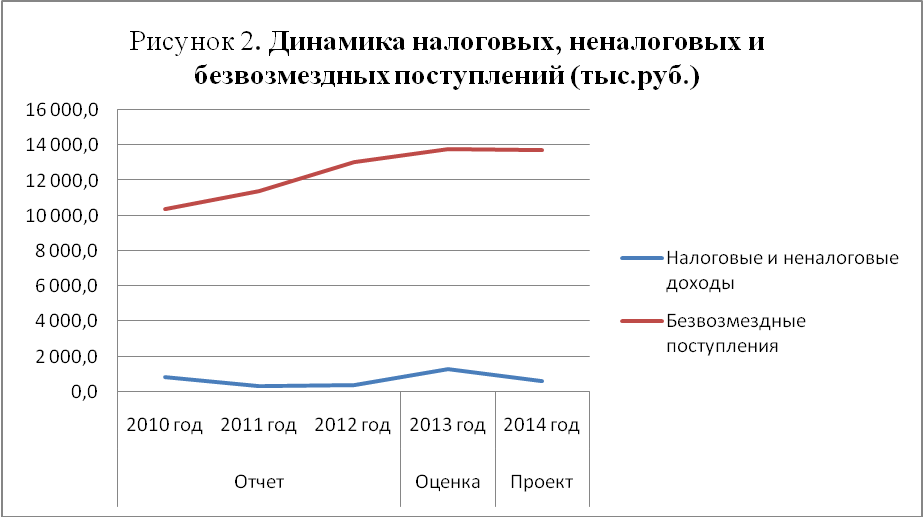 Рисунок 2. Динамика налоговых, неналоговых и
безвозмездных поступлений (тыс.руб.)
16 000,0
14 000,0
12 000,0
10 000,0
8 000,0
6 000,0
4 000,0
2 000,0
0,0
2010 год 2011 год 2012 год 2013 год 2014 год
Отчет Оценка Проект
Налоговые и неналоговые
доходы
Безвозмездные
поступления